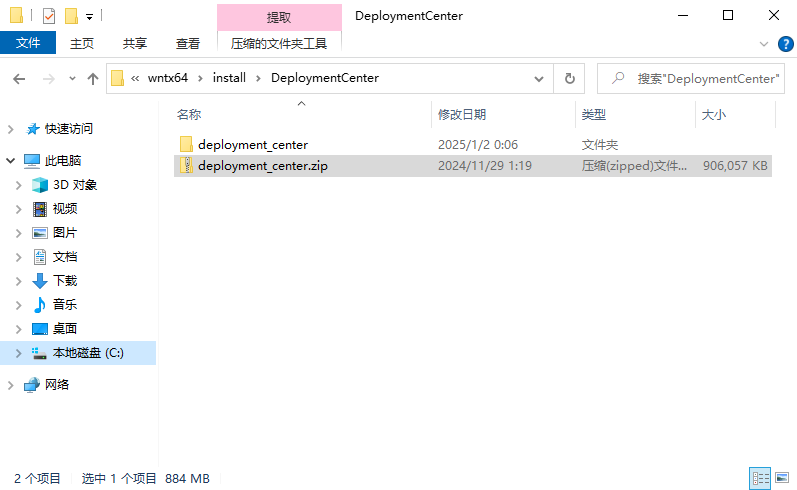 提取
DeploymentCenter
文件
主页
共享
查看
压缩的文件夹工具
?
« wntx64 › install › DeploymentCenter
搜索"DeploymentCenter"
名称
修改日期
类型
大小
deployment_center
2025/1/2 0:06
文件夹
deployment_center.zip
2024/11/29 1:19
压缩(zipped)文件...
906,057 KB
快速访问
此电脑
3D 对象
视频
图片
文档
下载
音乐
桌面
本地磁盘 (C:)
网络
2 个项目
选中 1 个项目
884 MB